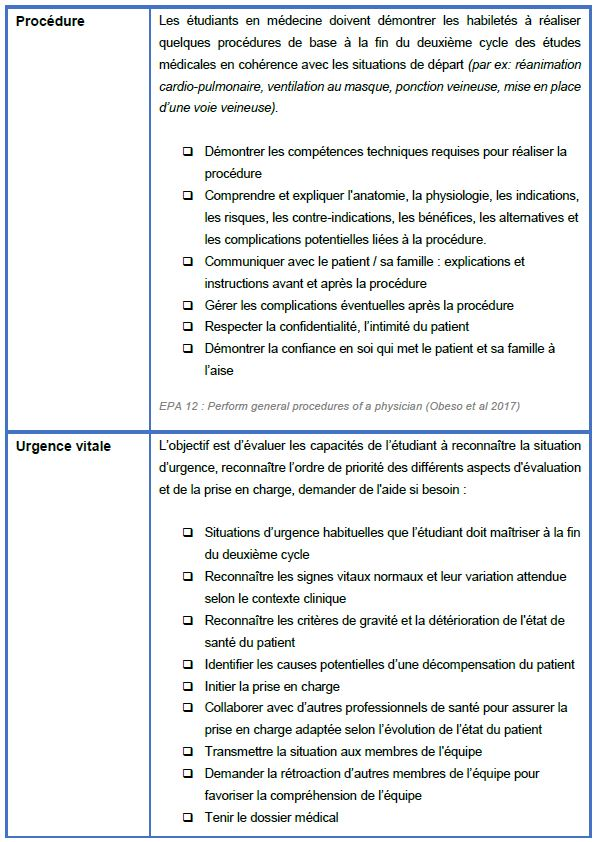 Procédure
Les étudiants en médecine doivent démontrer les habiletés à réaliser
quelques procédures de base à la fin du deuxième cycle des études
médicales en cohérence avec les situations de départ (par ex: réanimation
cardio-pulmonaire, ventilation au masque, ponction veineuse, mise en place
d'une voie veineuse).
❑ Démontrer les compétences techniques requises pour réaliser la
procédure
❑ Comprendre et expliquer l'anatomie, la physiologie, les indications,
les risques, les contre-indications, les bénéfices, les alternatives et
les complications potentielles liées à la procédure.
❑ Communiquer avec le patient / sa famille : explications et
instructions avant et après la procédure
❑ Gérer les complications éventuelles après la procédure
❑ Respecter la confidentialité, l'intimité du patient
❑ Démontrer la confiance en soi qui met le patient et sa famille à
l'aise
EPA 12 : Perform general procedures of a physician (Obeso et al 2017)
Urgence vitale
L'objectif est d'évaluer les capacités de l'étudiant à reconnaître la situation
d'urgence, reconnaître l'ordre de priorité des différents aspects d'évaluation
et de la prise en charge, demander de l'aide si besoin :
❑ Situations d'urgence habituelles que l'étudiant doit maîtriser à la fin
du deuxième cycle
❑ Reconnaître les signes vitaux normaux et leur variation attendue
selon le contexte clinique
❑ Reconnaître les critères de gravité et la détérioration de l'état de
santé du patient
❑ Identifier les causes potentielles d'une décompensation du patient
❑ Initier la prise en charge
❑ Collaborer avec d'autres professionnels de santé pour assurer la
prise en charge adaptée selon l'évolution de l'état du patient
❑ Transmettre la situation aux membres de l'équipe
❑ Demander la rétroaction d'autres membres de l'équipe pour
favoriser la compréhension de l'équipe
❑ Tenir le dossier médical